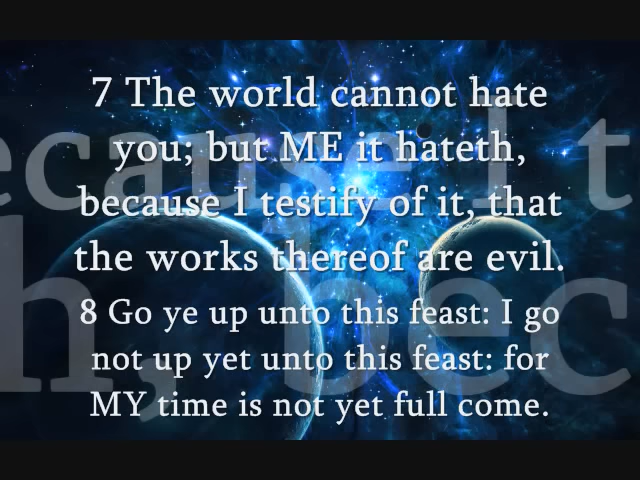 7 The world cannot hate
you; but ME it hateth,
because I testify of it, that
the works thereof are evil.
8 Go ye up unto this feast: I go
not up yet unto this feast: for
MY time is not yet full come.